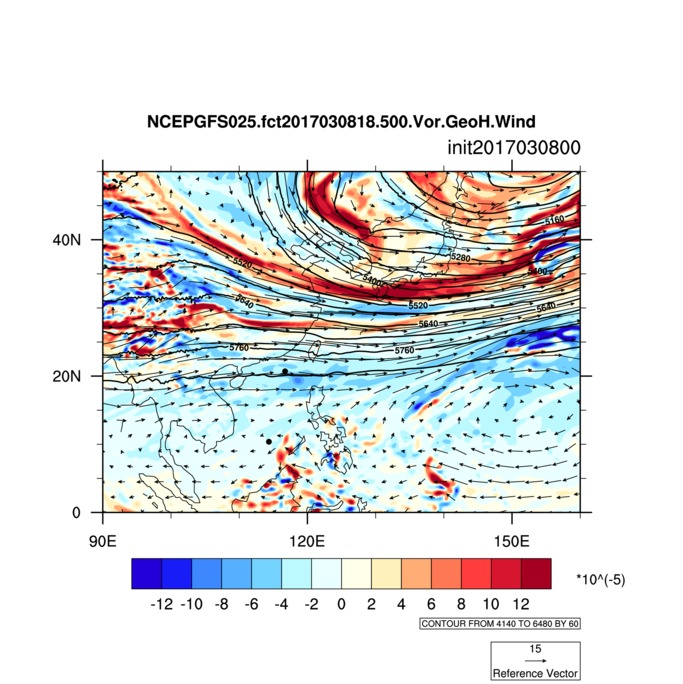 NCEPGFS025.fct2017030818.500.Vor.GeoH.Wind
init2017030800
40N
20N
0
5160
5280
5400
5400
5520
5520
5640
5640
5640
5760
5760
90E 120E 150E
-12 -10 -8 -6 -4 -2 0 2 4 6 8 10 12
*10^(-5)
CONTOUR FROM 4140 TO 6480 BY 60
15
Reference Vector